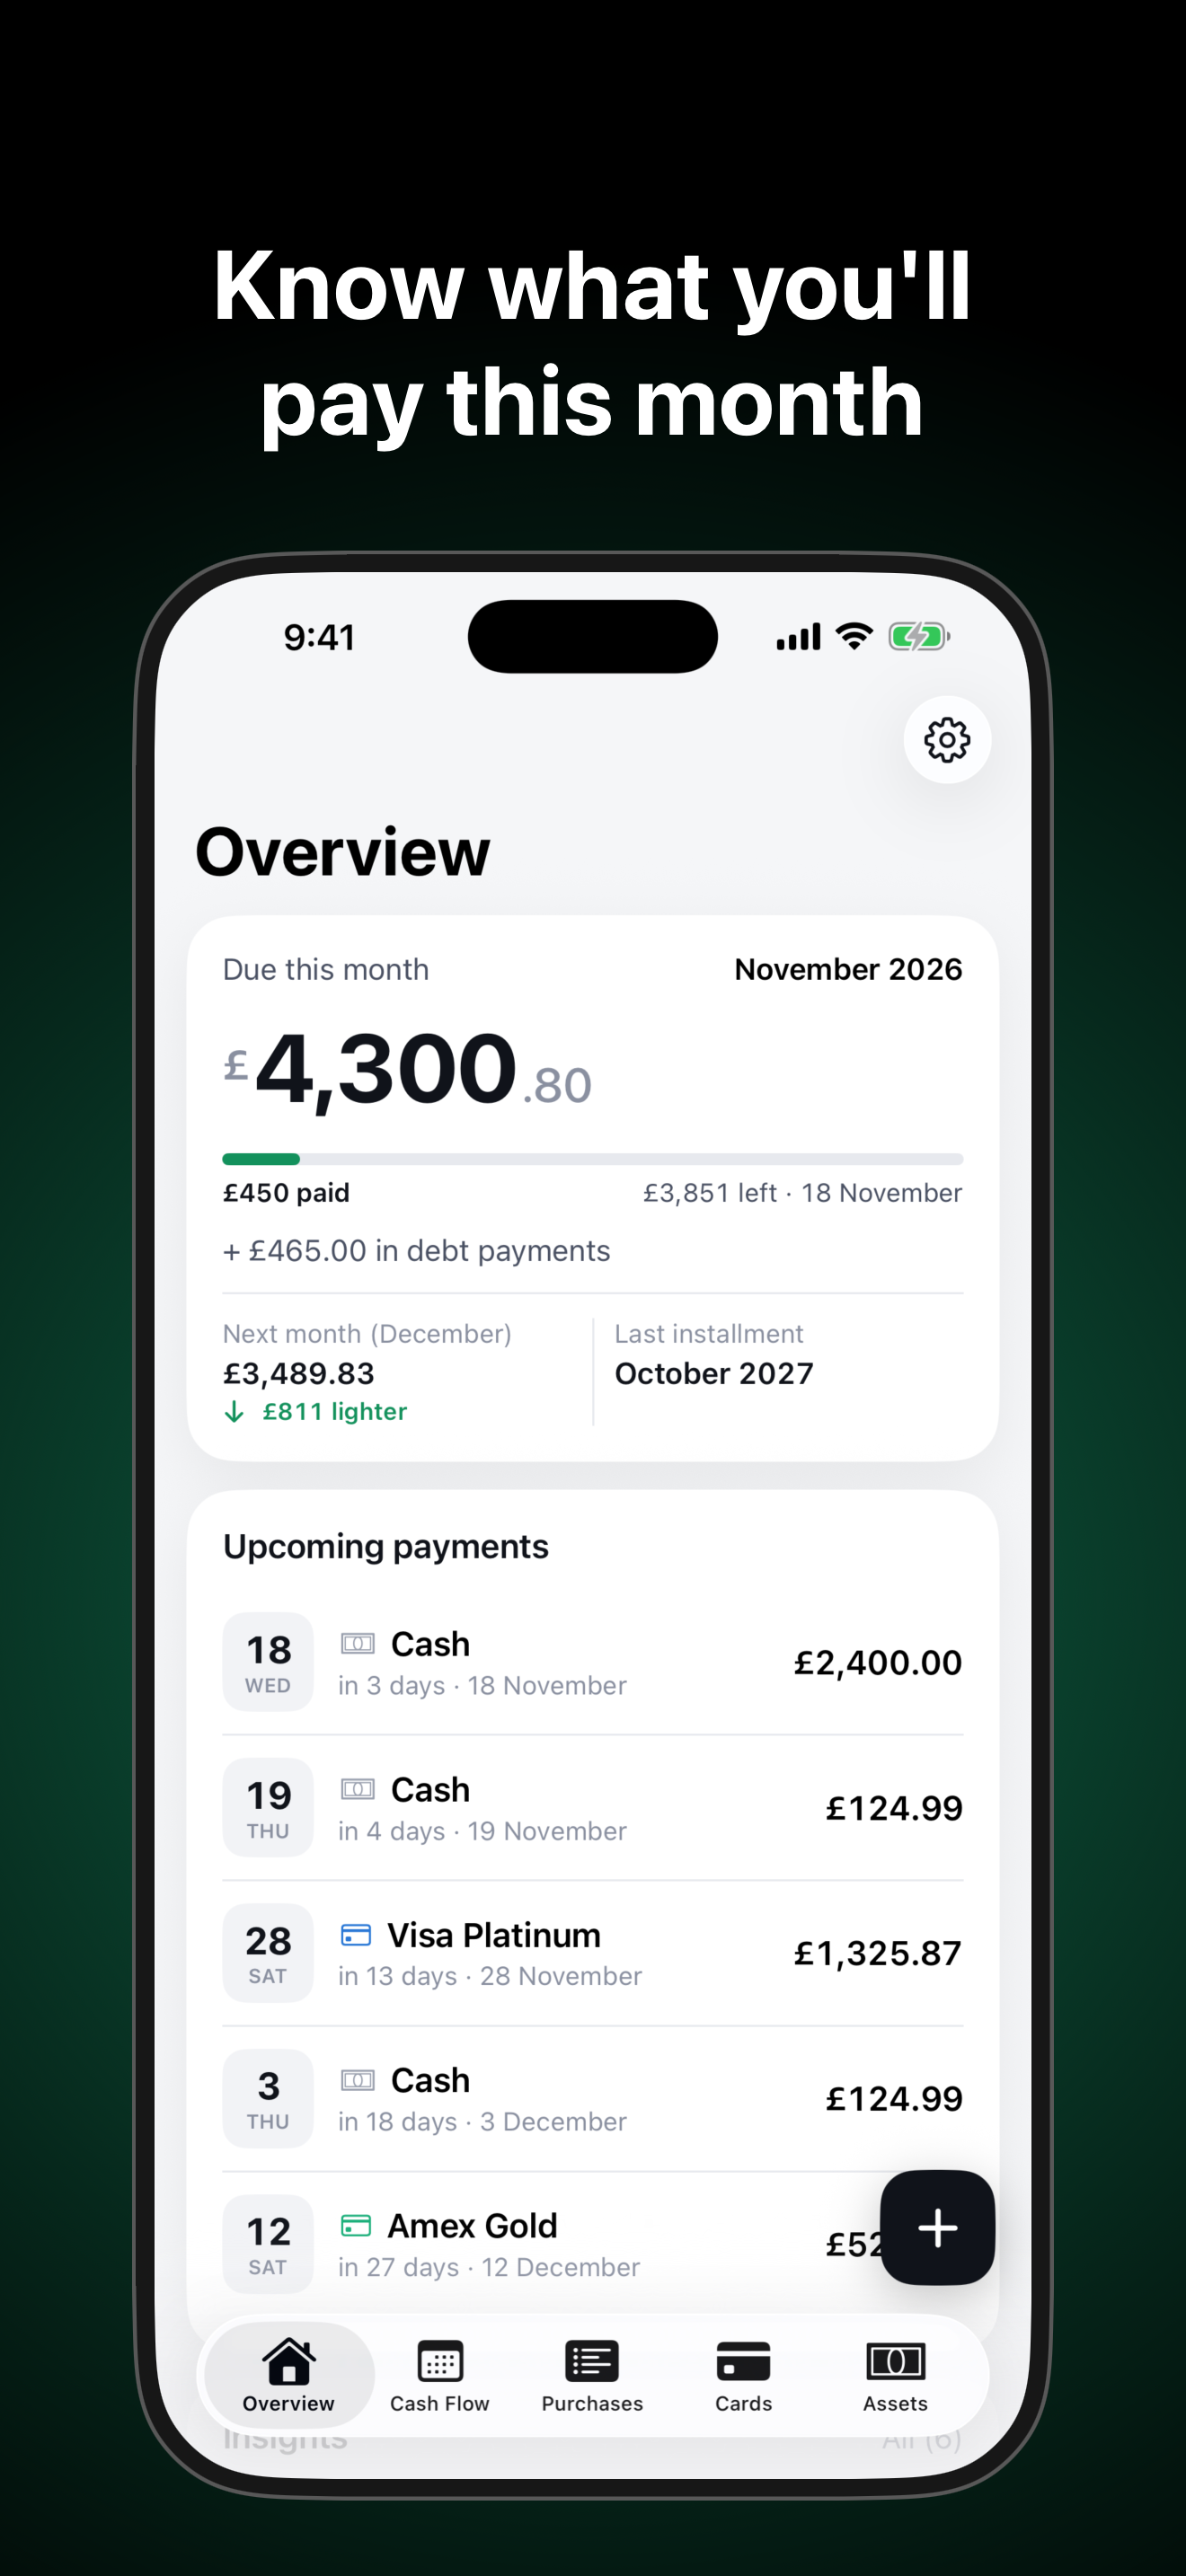 Know what you'll
pay this month
9:41
Overview
Due this month November 2026
£4,300.80
£450 paid £3,851 left · 18 November
+ £465.00 in debt payments
Next month (December) Last installment
£3,489.83 October 2027
↓ £811 lighter
Upcoming payments
18 Cash
WED in 3 days · 18 November £2,400.00
19 Cash
THU in 4 days · 19 November £124.99
28 Visa Platinum
SAT in 13 days · 28 November £1,325.87
3 Cash
THU in 18 days · 3 December £124.99
12 Amex Gold
SAT in 27 days · 12 December
Overview Cash Flow Purchases Cards Assets
Insights All (6)